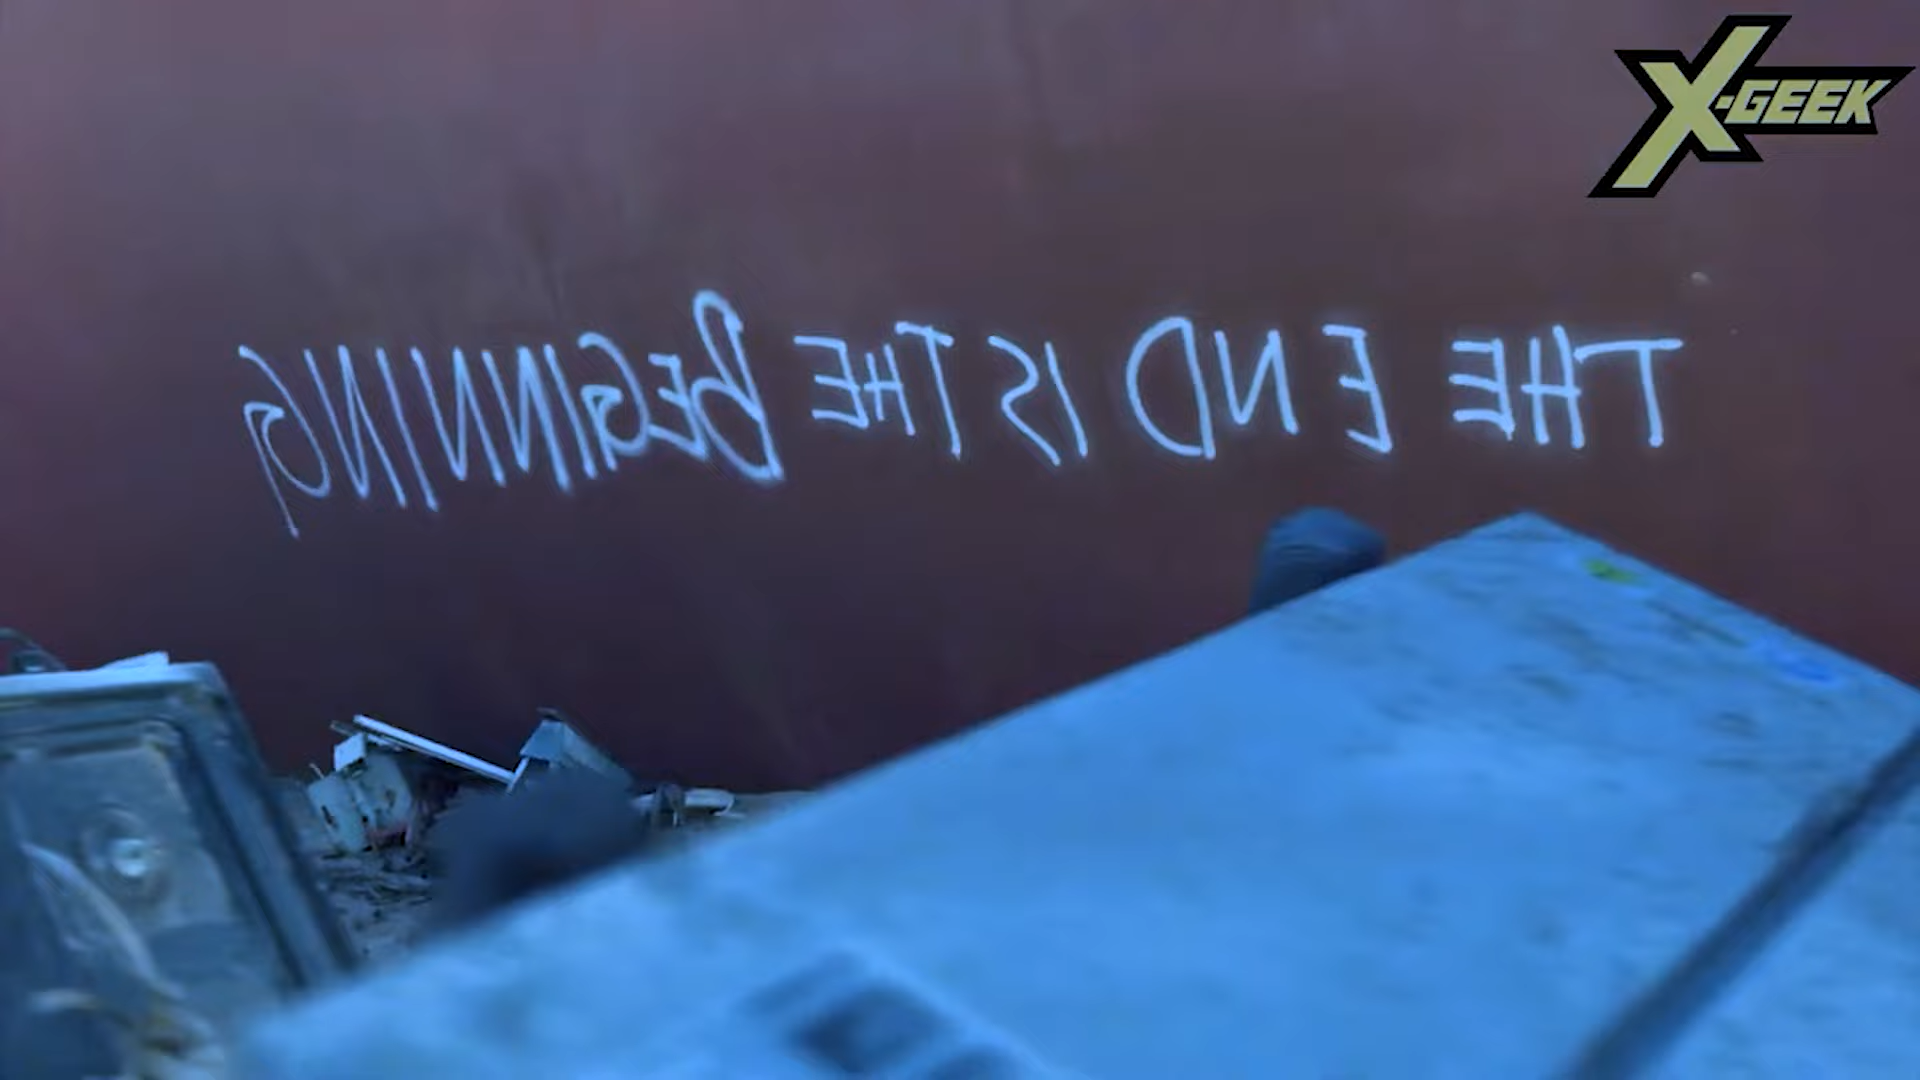 X-GEEK
THE END IS THE BEGINNING